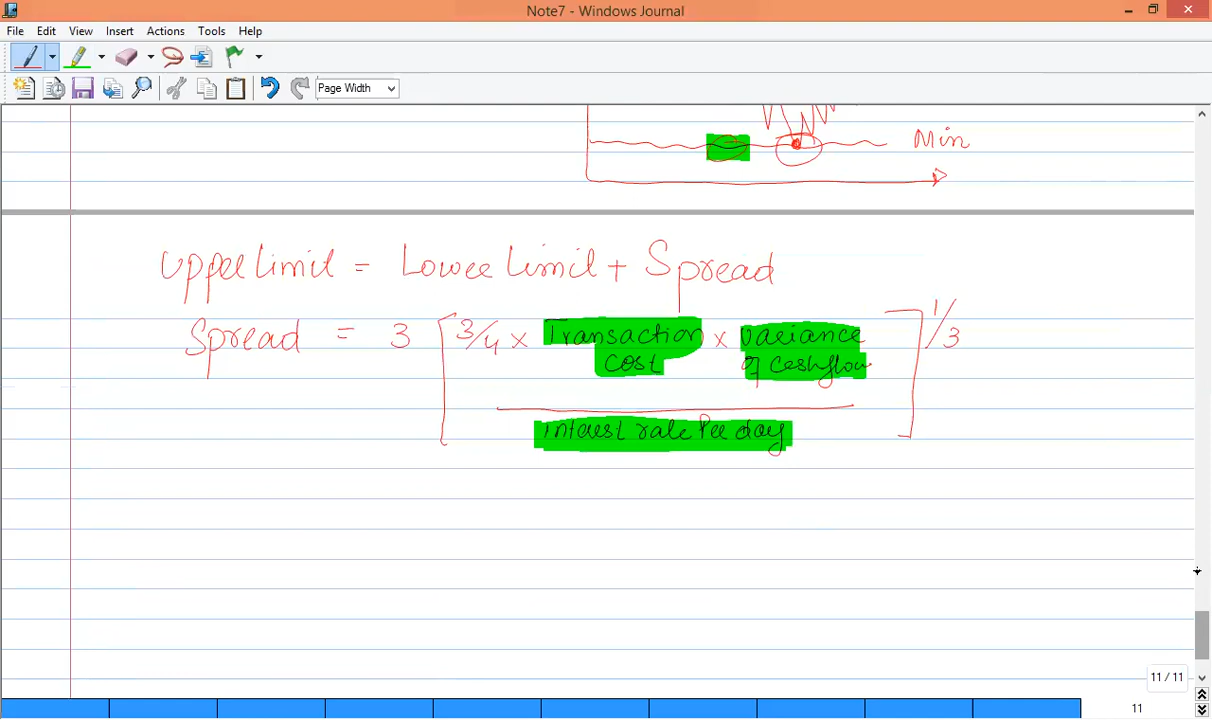 Note7 - Windows Journal
File Edit View Insert Actions Tools Help
Page Width
Min
Upper Limit = Lower Limit + Spread
Spread = 3 [ 3/4 × Transaction Cost × variance of cashflow ] 1/3
interest rate Per day
11 / 11
11